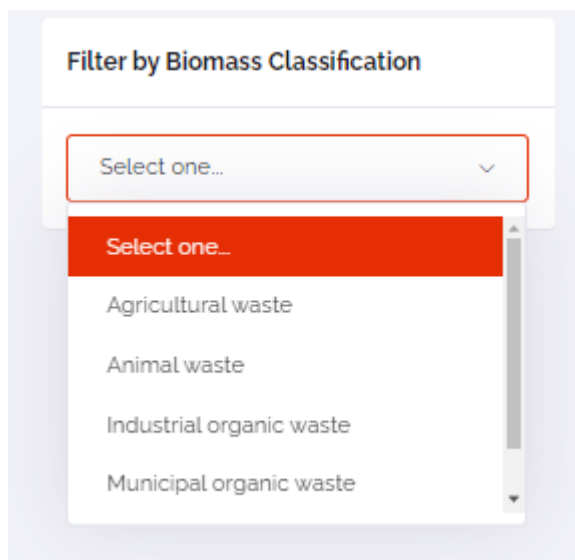 Filter by Biomass Classification
Select one...
Select one...
Agricultural waste
Animal waste
Industrial organic waste
Municipal organic waste